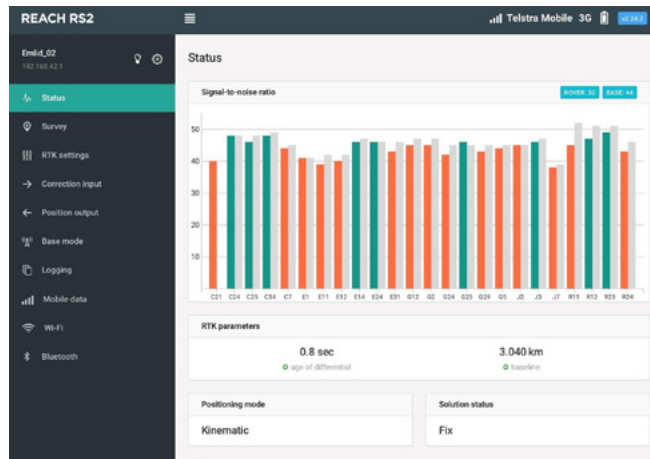 REACH RS2
Telstra Mobile 3G
v2.24.2
Emlid_02
192.168.42.1
Status
Survey
RTK settings
Correction input
Position output
Base mode
Logging
Mobile data
Wi-Fi
Bluetooth
Status
Signal-to-noise ratio
ROVER: 30 BASE: 44
50
40
30
20
10
C21 C24 C25 C34 C7 E1 E11 E12 E14 E24 E31 G12 G2 G24 G25 G29 G5 J2 J3 J7 R11 R12 R23 R24
RTK parameters
0.8 sec
age of differential
3.040 km
baseline
Positioning mode
Kinematic
Solution status
Fix